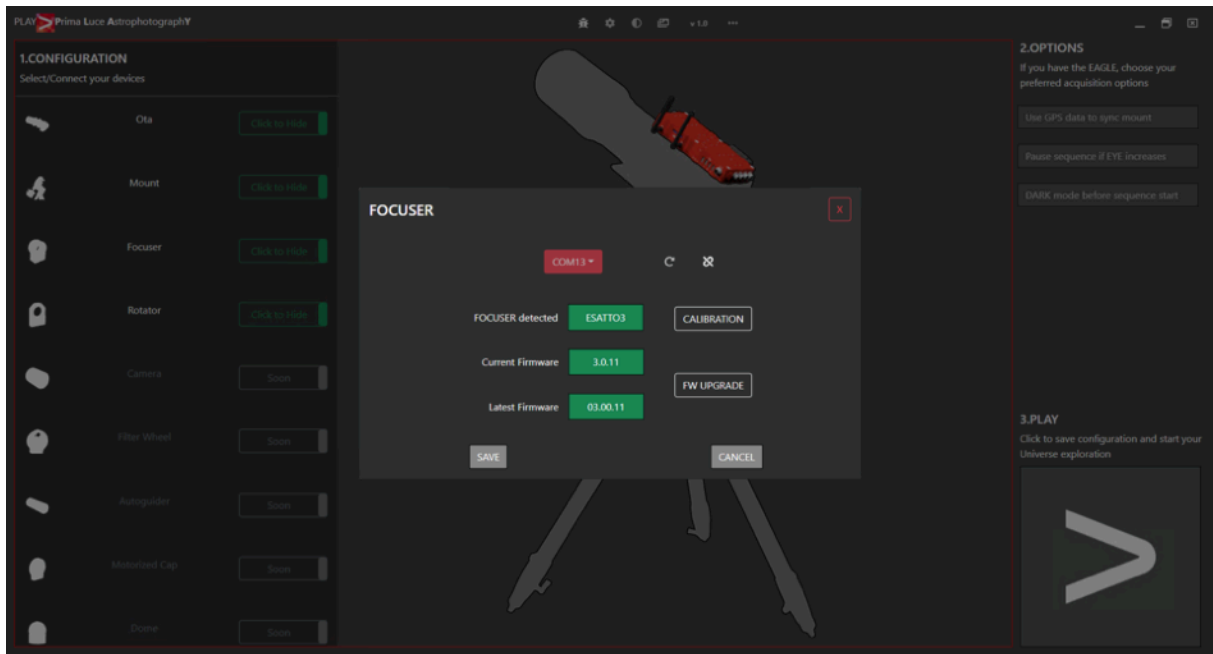 PLAY Prima Luce AstrophotographY
v 1.0 ...
1.CONFIGURATION
Select/Connect your devices
Ota Click to Hide
Mount Click to Hide
Focuser Click to Hide
Rotator Click to Hide
Camera Soon
Filter Wheel Soon
Autoguider Soon
Motorized Cap Soon
Dome Soon
FOCUSER
X
COM13
FOCUSER detected ESATTO3 CALIBRATION
Current Firmware 3.0.11
FW UPGRADE
Latest Firmware 03.00.11
SAVE CANCEL
2.OPTIONS
If you have the EAGLE, choose your
preferred acquisition options
Use GPS data to sync mount
Pause sequence if EYE increases
DARK mode before sequence start
3.PLAY
Click to save configuration and start your
Universe exploration